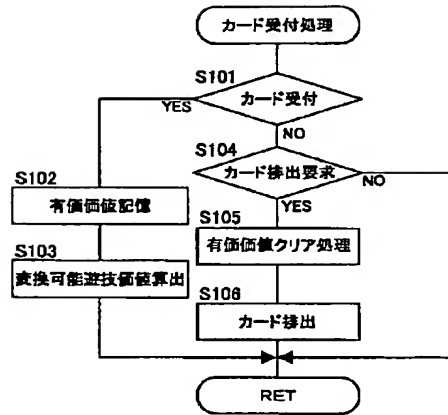 カード受付処理
S101
カード受付
YES
NO
S104
カード排出要求
NO
YES
S102
有価価値記憶
S105
有価価値クリア処理
S103
変換可能遊技価値算出
S106
カード排出
RET